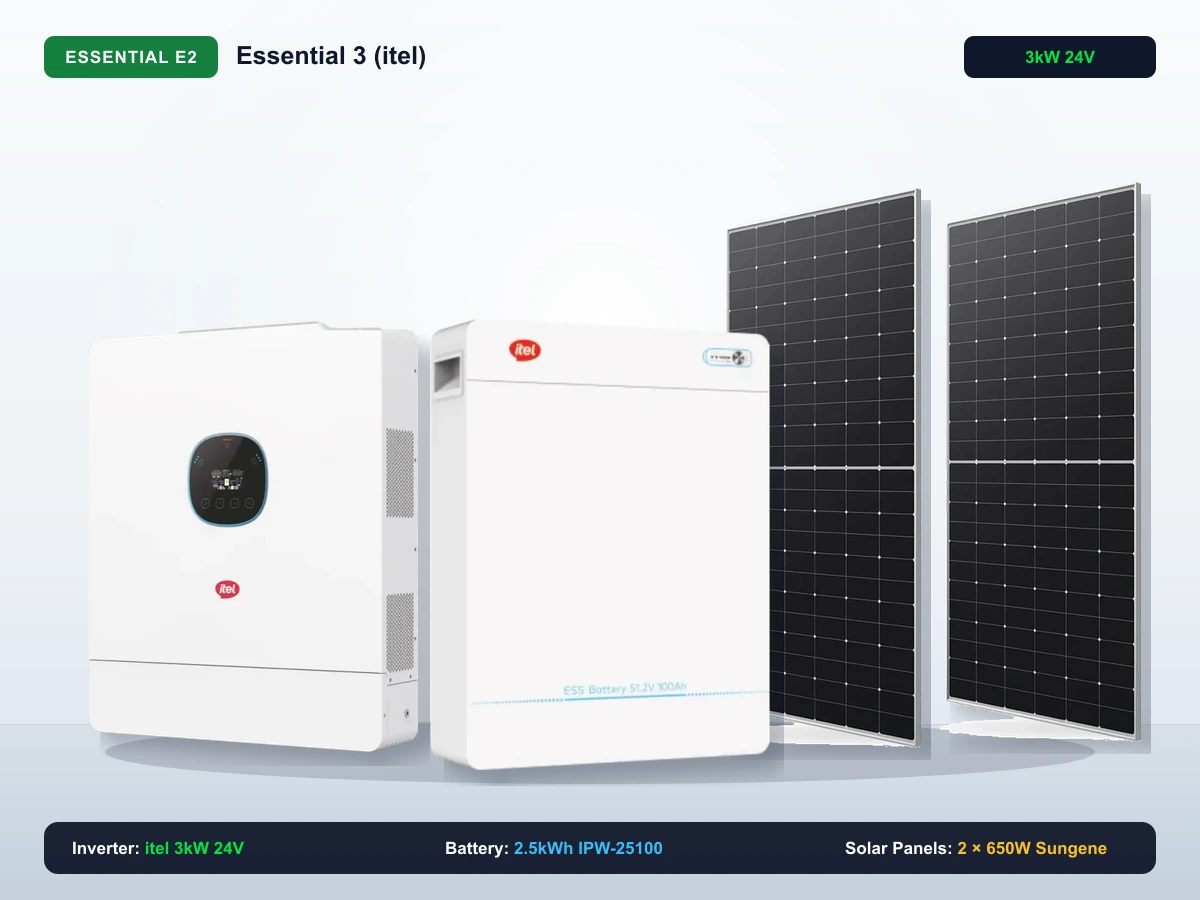 ESSENTIAL E2
Essential 3 (itel)
3kW 24V
itel
itel
ESS Battery 51.2V 100Ah
Inverter: itel 3kW 24V
Battery: 2.5kWh IPW-25100
Solar Panels: 2 × 650W Sungene